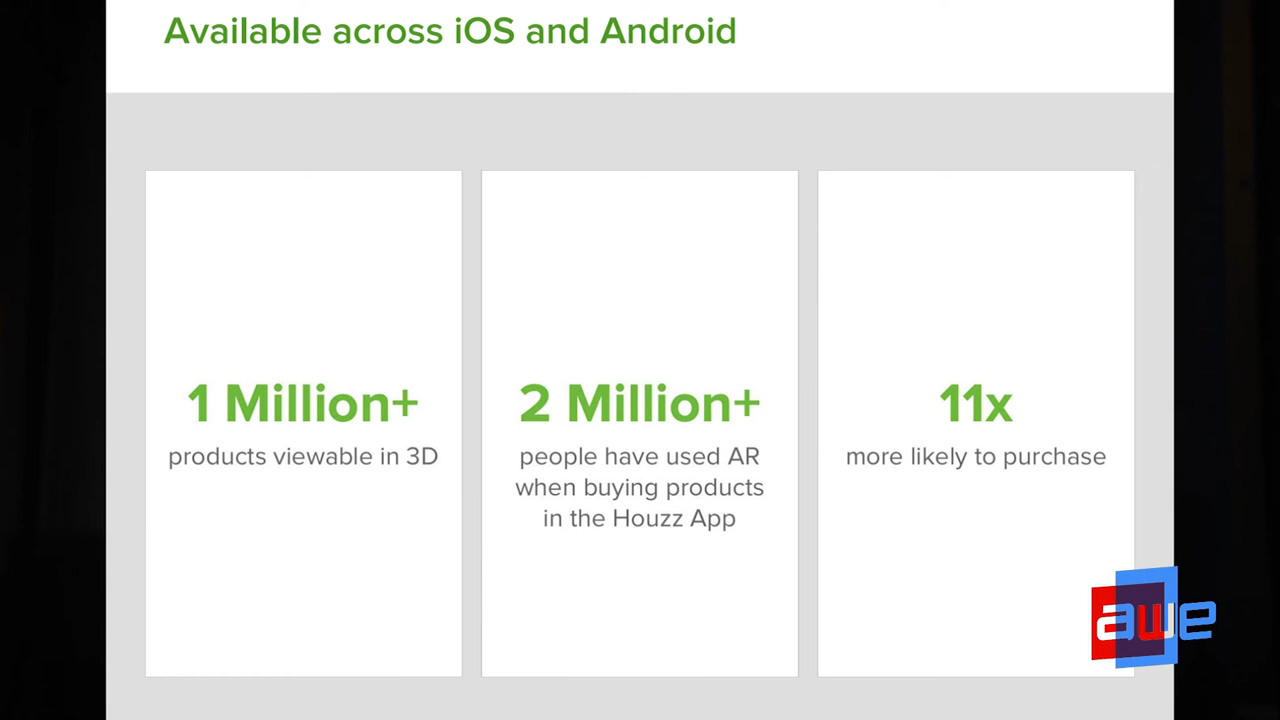 Available across iOS and Android
1 Million+
products viewable in 3D
2 Million+
people have used AR
when buying products
in the Houzz App
11x
more likely to purchase
awe